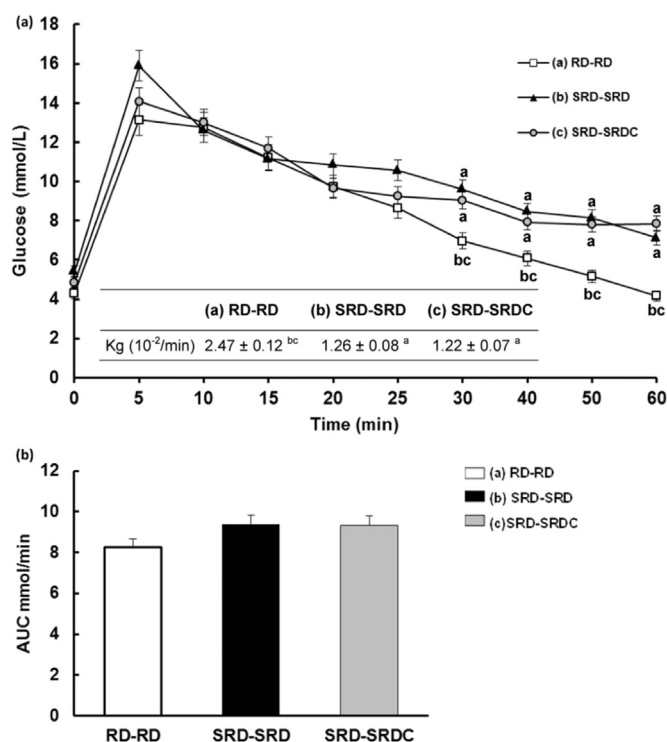 (a)
18
16
14
12
10
8
6
4
2
0
Glucose (mmol/L)
(a) RD-RD
(b) SRD-SRD
(c) SRD-SRDC
a a a a
a a a a
bc bc bc bc
(a) RD-RD (b) SRD-SRD (c) SRD-SRDC
Kg (10⁻²/min) 2.47 ± 0.12 ᵇᶜ 1.26 ± 0.08 ᵃ 1.22 ± 0.07 ᵃ
0 5 10 15 20 25 30 40 50 60
Time (min)
(b)
12
10
8
6
4
2
0
AUC mmol/min
(a) RD-RD
(b) SRD-SRD
(c)SRD-SRDC
RD-RD SRD-SRD SRD-SRDC